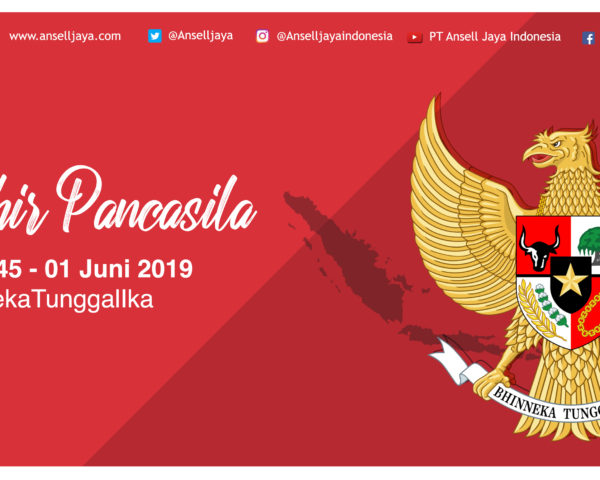 www.anselljaya.com @Anselljaya @Anselljayaindonesia PT Ansell Jaya Indonesia
hir Pancasila
45 - 01 Juni 2019
ekaTunggalIka
BHINNEKA TUNGG